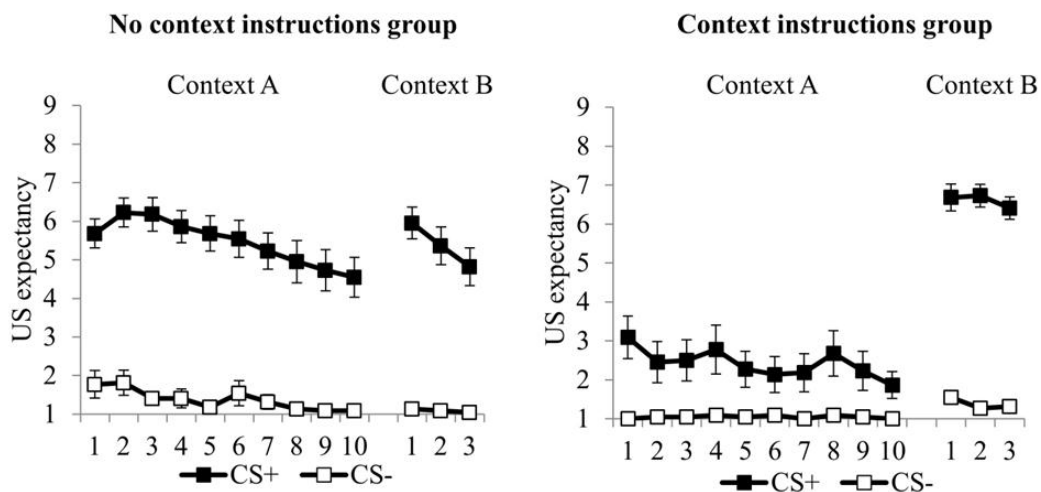 No context instructions group
Context A
Context B
9
8
7
6
5
4
3
2
1
US expectancy
1 2 3 4 5 6 7 8 9 10
1 2 3
CS+ CS-
Context instructions group
Context A
Context B
9
8
7
6
5
4
3
2
1
US expectancy
1 2 3 4 5 6 7 8 9 10
1 2 3
CS+ CS-